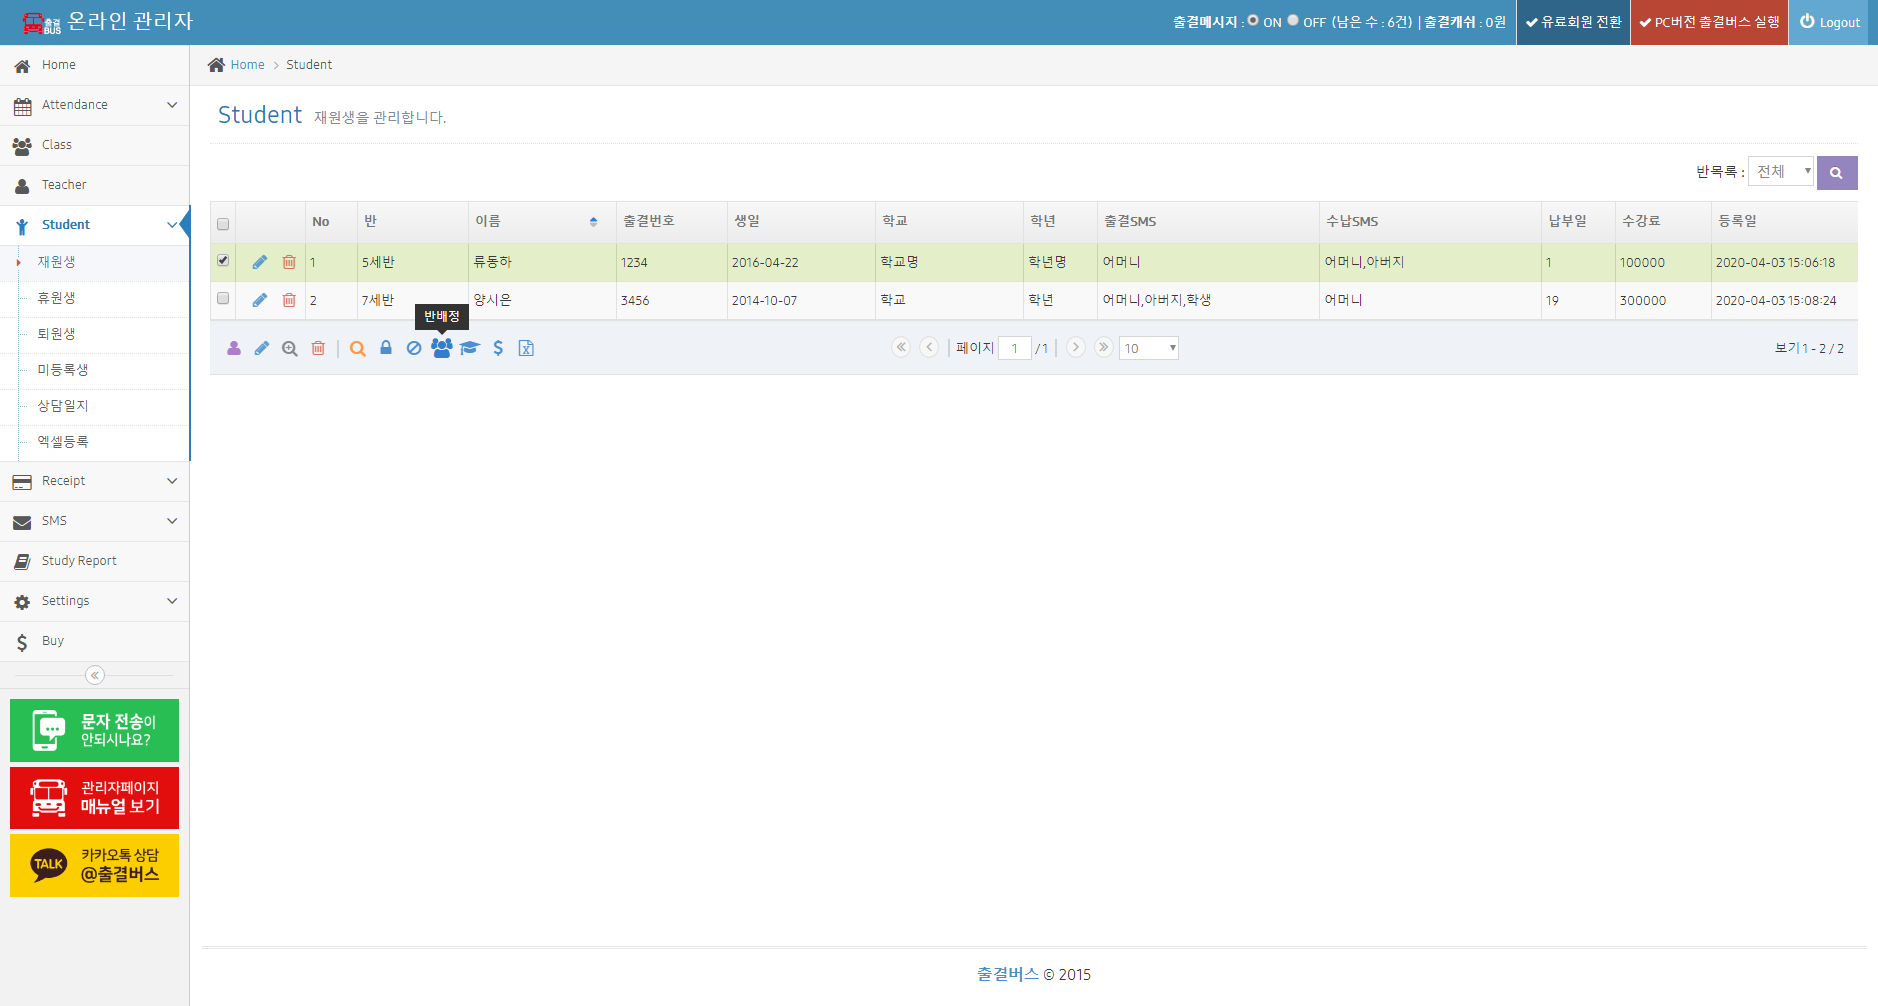 출결
BUS
온라인 관리자
출결메시지 : ON OFF (남은 수 : 6건) | 출결캐쉬 : 0원
유료회원 전환
PC버전 출결버스 실행
Logout
Home
Attendance
Class
Teacher
Student
재원생
휴원생
퇴원생
미등록생
상담일지
엑셀등록
Receipt
SMS
Study Report
Settings
Buy
문자 전송이
안되시나요?
관리자페이지
매뉴얼 보기
TALK
카카오톡 상담
@출결버스
Home > Student
Student 재원생을 관리합니다.
반목록 : 전체
No 반 이름 출결번호 생일 학교 학년 출결SMS 수납SMS 납부일 수강료 등록일
1 5세반 류동하 1234 2016-04-22 학교명 학년명 어머니 어머니,아버지 1 100000 2020-04-03 15:06:18
2 7세반 양시은 3456 2014-10-07 학교 학년 어머니,아버지,학생 어머니 19 300000 2020-04-03 15:08:24
반배정
페이지 1 / 1 10
보기 1 - 2 / 2
출결버스 © 2015